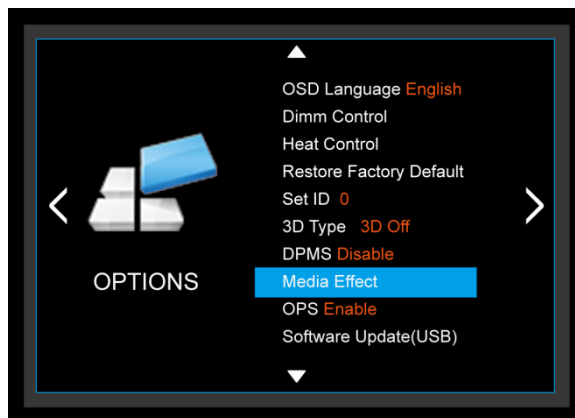 OPTIONS
OSD Language English
Dimm Control
Heat Control
Restore Factory Default
Set ID 0
3D Type 3D Off
DPMS Disable
Media Effect
OPS Enable
Software Update(USB)